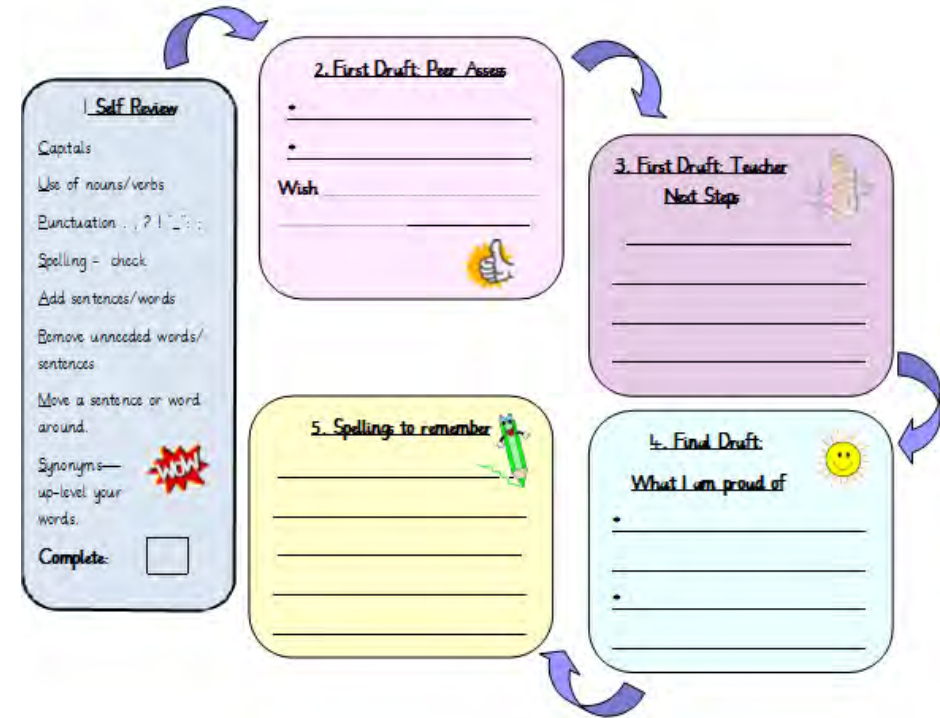 1 Self Review
Capitals
Use of nouns/verbs
Punctuation . , ? ! "_" : ;
Spelling - check
Add sentences/words
Remove unneeded words/
sentences
Move a sentence or word
around.
Synonyms—
up-level your
words.
WOW
Complete:
2. First Draft: Peer Assess
*
*
Wish
3. First Draft: Teacher
Next Steps
4. Final Draft:
What I am proud of
*
*
5. Spellings to remember